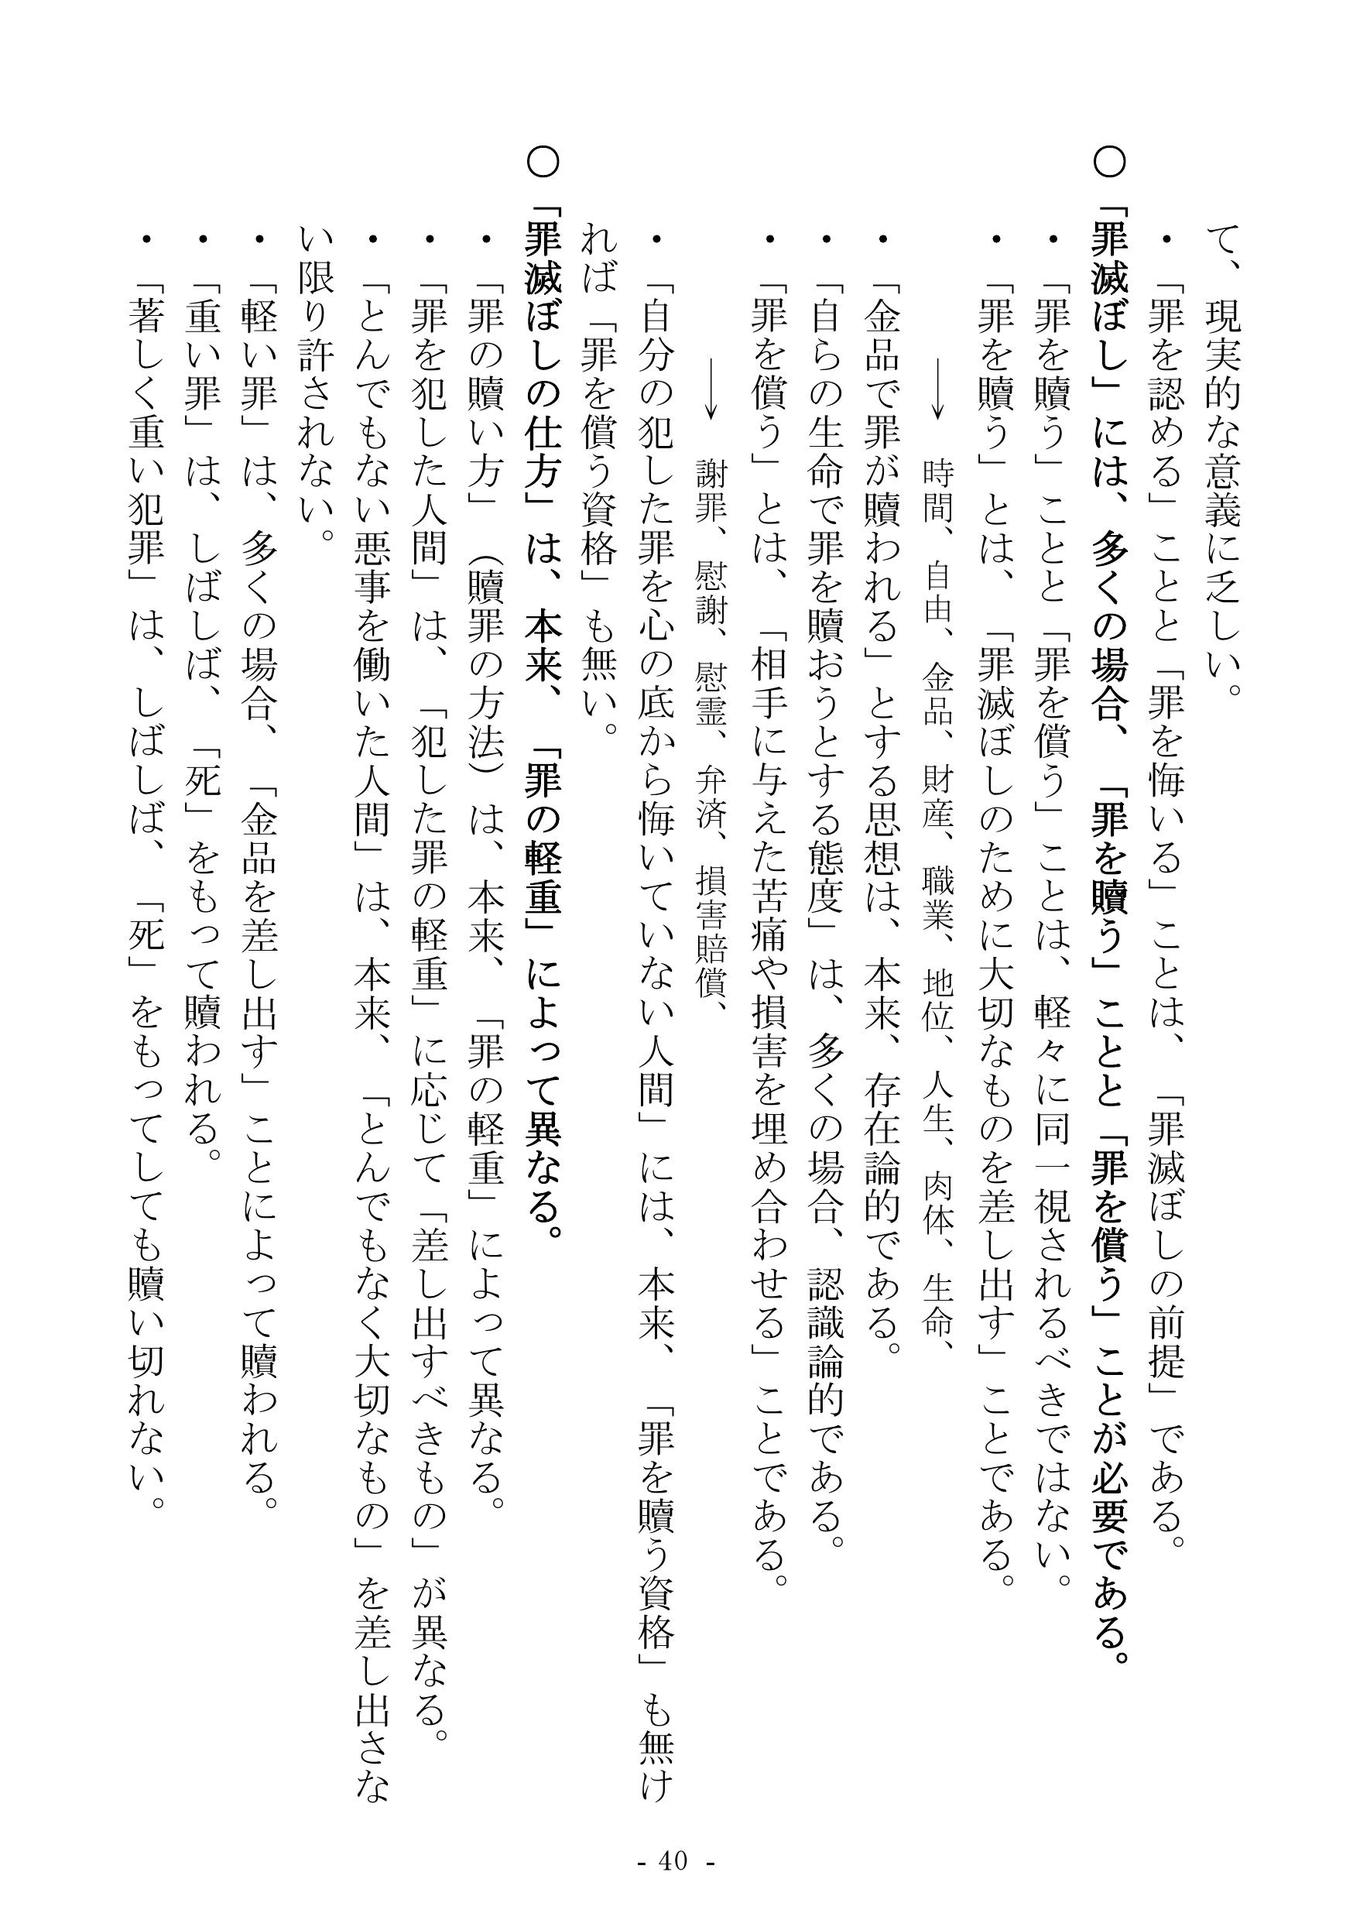 て、現実的な意義に乏しい。
・「罪を認める」ことと「罪を悔いる」ことは、「罪滅ぼしの前提」である。
〇「罪滅ぼし」には、多くの場合、「罪を贖う」ことと「罪を償う」ことが必要である。
・「罪を贖う」ことと「罪を償う」ことは、軽々に同一視されるべきではない。
・「罪を贖う」とは、「罪滅ぼしのために大切なものを差し出す」ことである。
→ 時間、自由、金品、財産、職業、地位、人生、肉体、生命、
・「金品で罪が贖われる」とする思想は、本来、存在論的である。
・「自らの生命で罪を贖おうとする態度」は、多くの場合、認識論的である。
・「罪を償う」とは、「相手に与えた苦痛や損害を埋め合わせる」ことである。
→ 謝罪、慰謝、慰霊、弁済、損害賠償、
・「自分の犯した罪を心の底から悔いていない人間」には、本来、「罪を贖う資格」も無け
れば「罪を償う資格」も無い。
〇「罪滅ぼしの仕方」は、本来、「罪の軽重」によって異なる。
・「罪の贖い方」（贖罪の方法）は、本来、「罪の軽重」によって異なる。
・「罪を犯した人間」は、「犯した罪の軽重」に応じて「差し出すべきもの」が異なる。
・「とんでもない悪事を働いた人間」は、本来、「とんでもなく大切なもの」を差し出さな
い限り許されない。
・「軽い罪」は、多くの場合、「金品を差し出す」ことによって贖われる。
・「重い罪」は、しばしば、「死」をもって贖われる。
・「著しく重い犯罪」は、しばしば、「死」をもってしても贖い切れない。
- 40 -